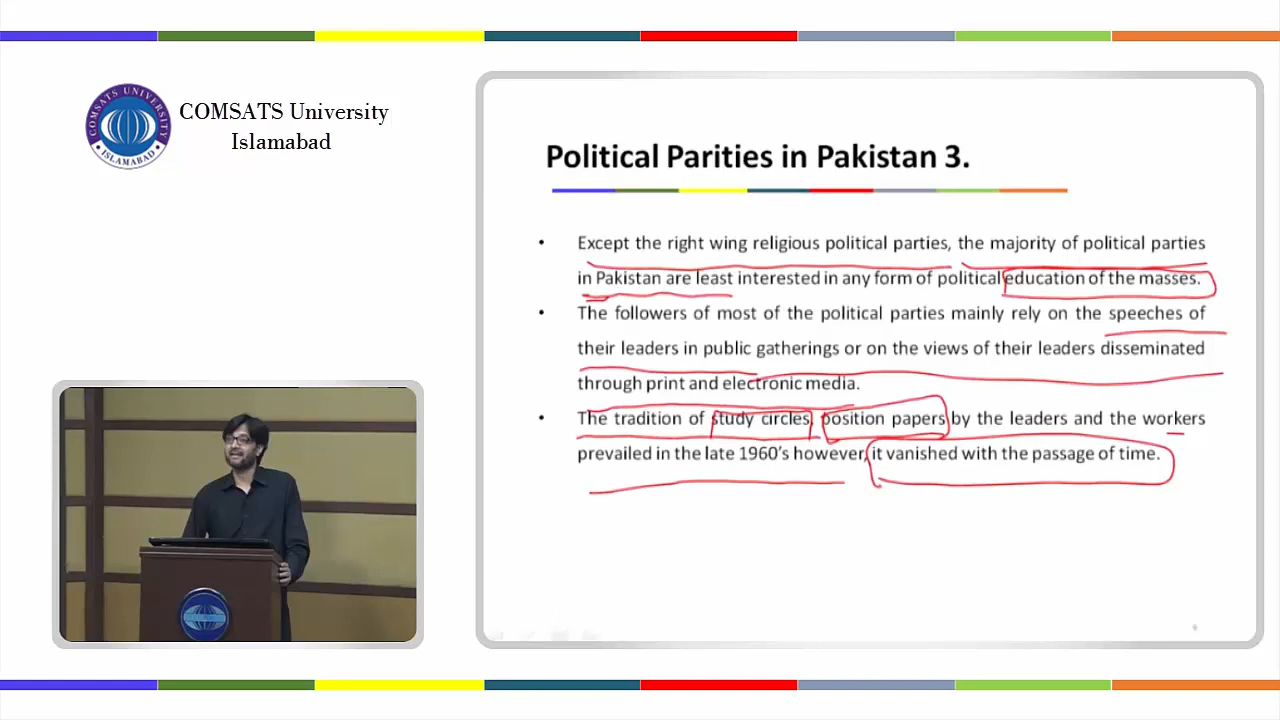 COMSATS UNIVERSITY
ISLAMABAD
COMSATS University
Islamabad
Political Parities in Pakistan 3.
• Except the right wing religious political parties, the majority of political parties
in Pakistan are least interested in any form of political education of the masses.
• The followers of most of the political parties mainly rely on the speeches of
their leaders in public gatherings or on the views of their leaders disseminated
through print and electronic media.
• The tradition of study circles, position papers by the leaders and the workers
prevailed in the late 1960's however, it vanished with the passage of time.